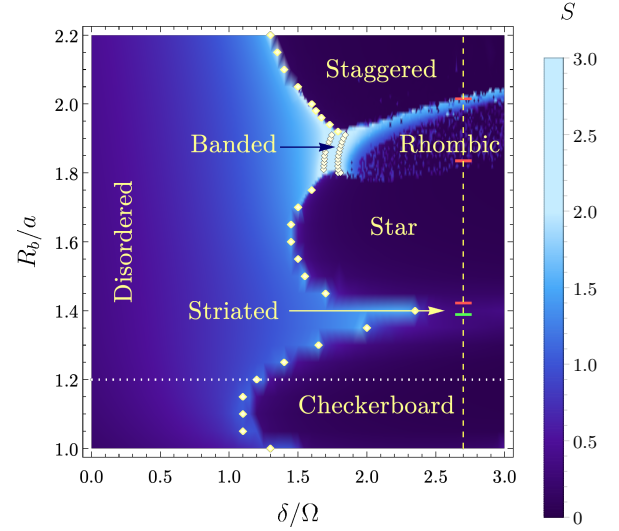 S
2.2
2.0
1.8
1.6
1.4
1.2
1.0
R_b/a
Staggered
Banded
Rhombic
Disordered
Star
Striated
Checkerboard
0.0 0.5 1.0 1.5 2.0 2.5 3.0
δ/Ω
3.0
2.5
2.0
1.5
1.0
0.5
0